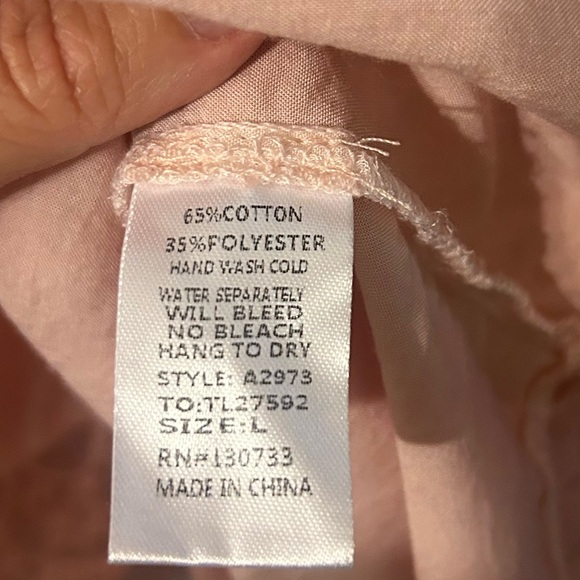 65%COTTON
35%POLYESTER
HAND WASH COLD
WATER SEPARATELY
WILL BLEED
NO BLEACH
HANG TO DRY
STYLE: A2973
TO:TL27592
SIZE:L
RN#130733
MADE IN CHINA